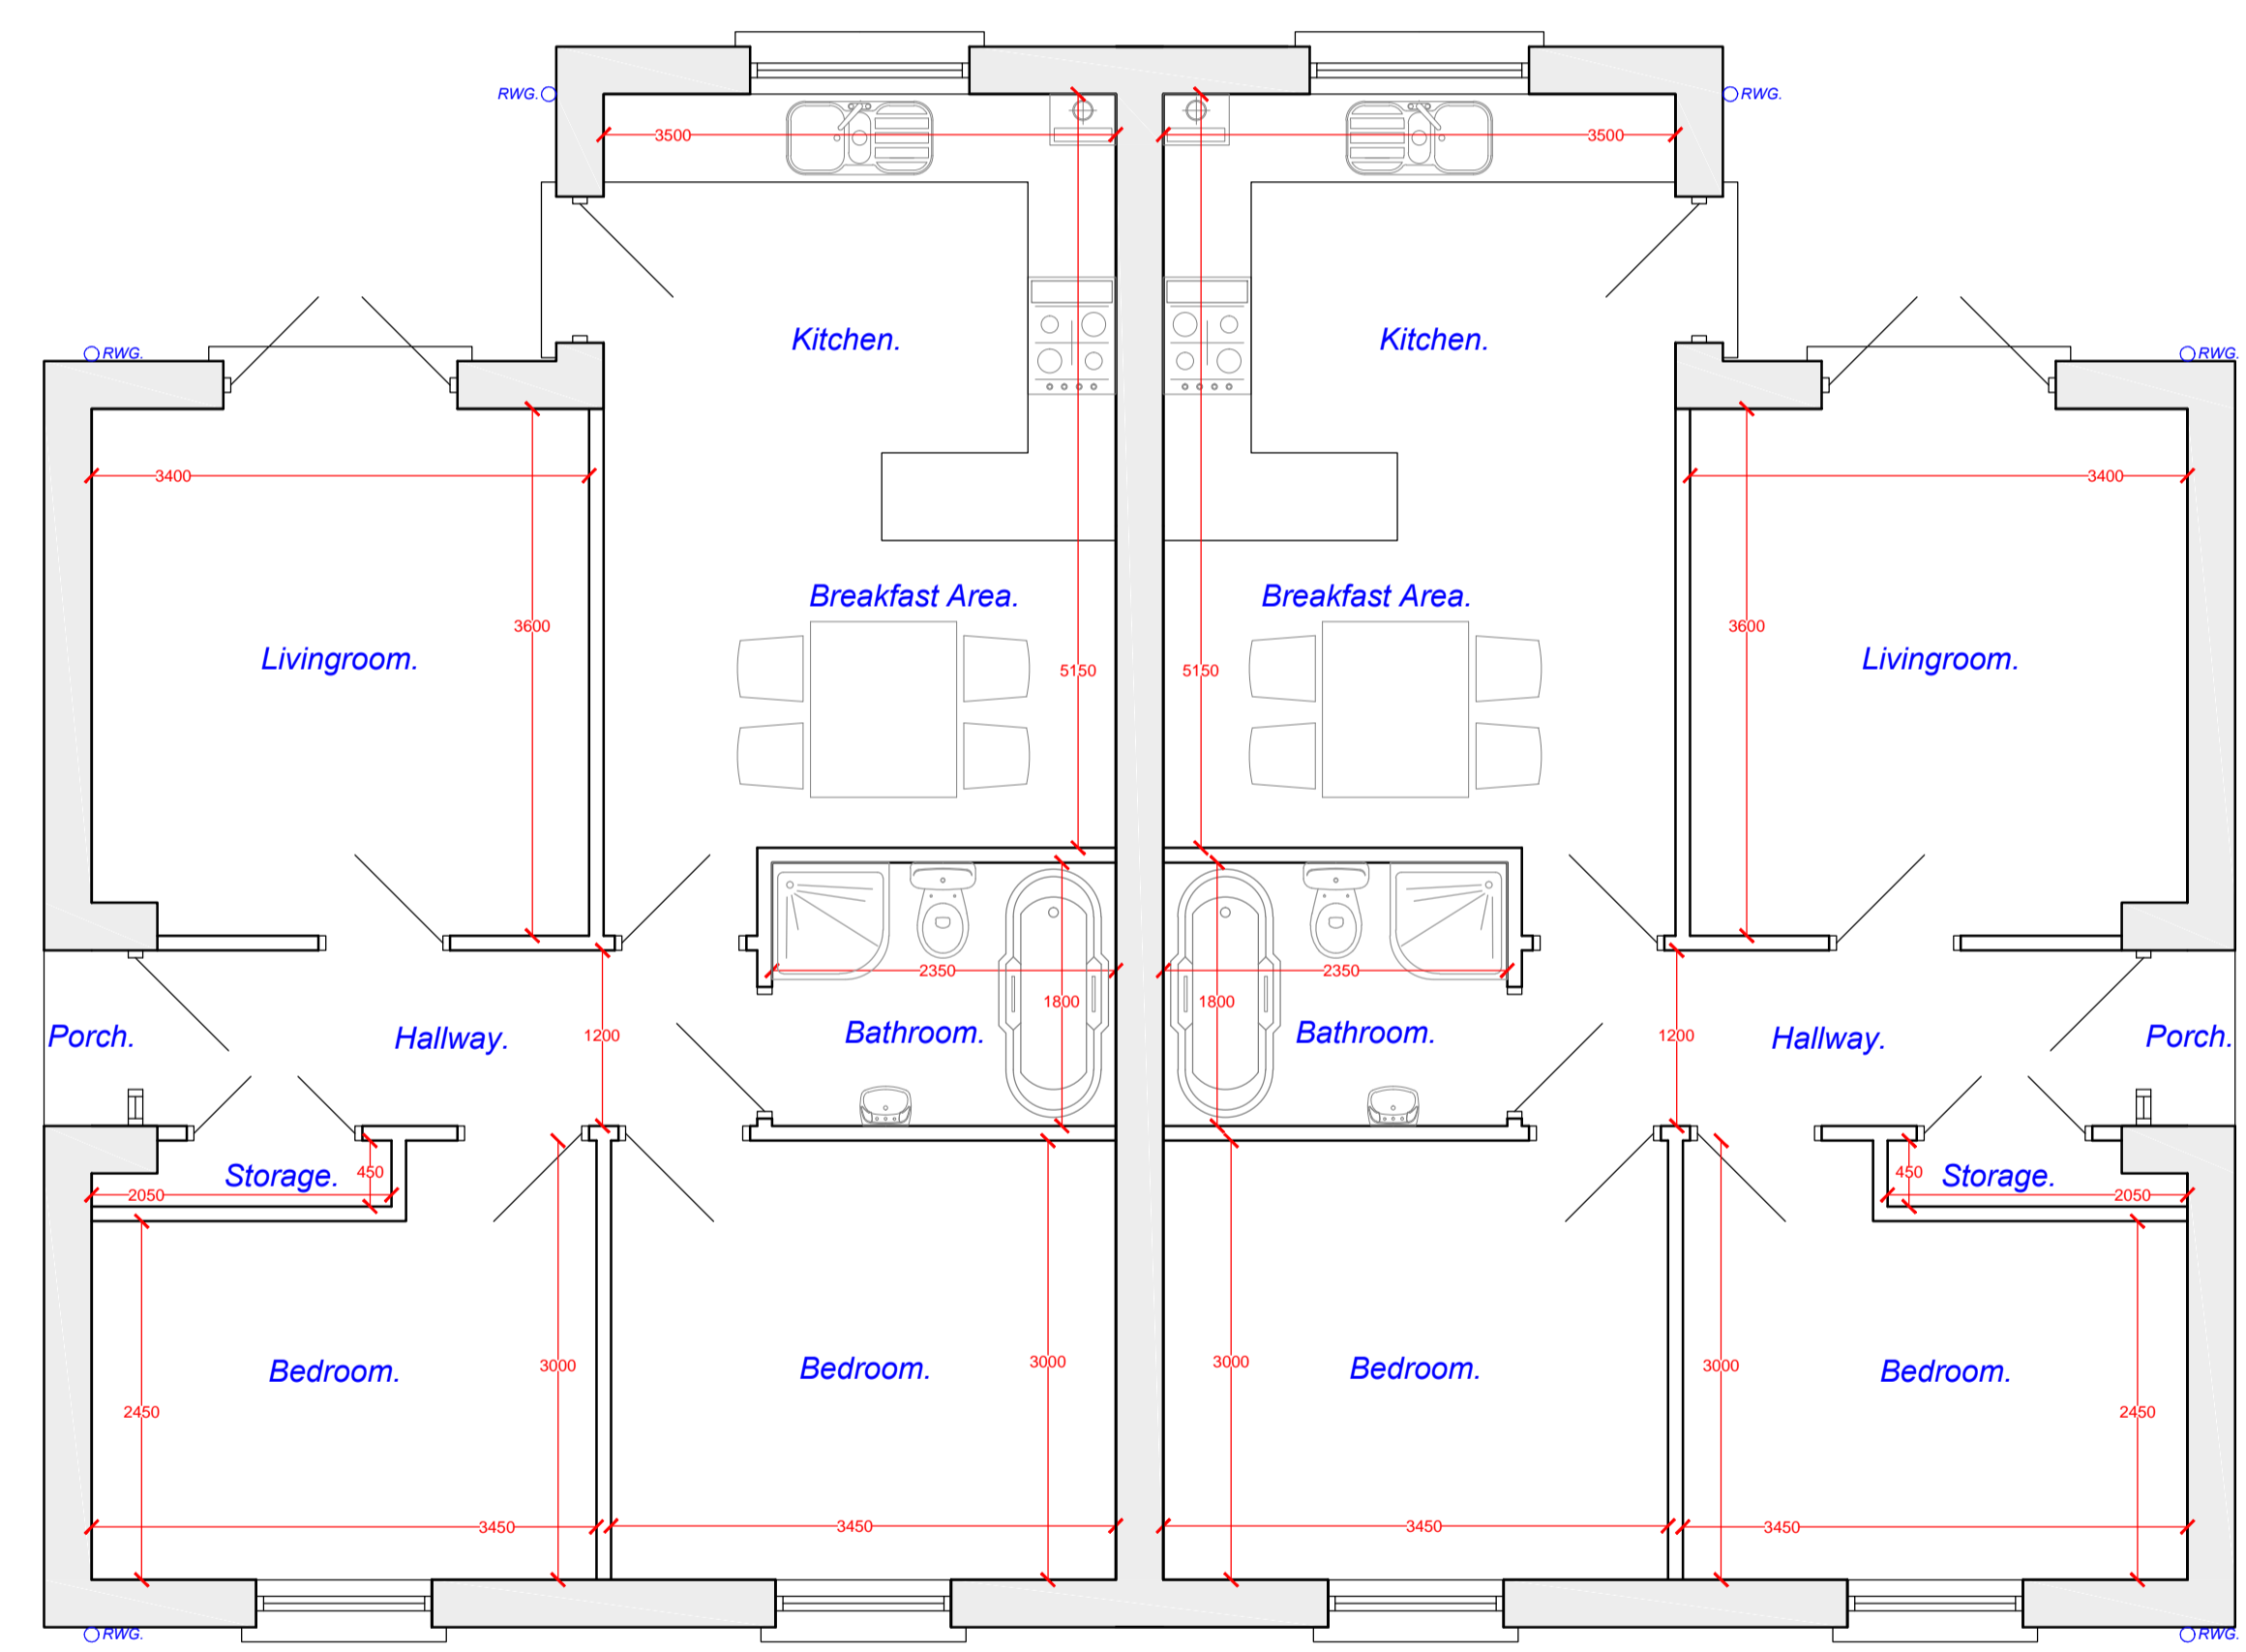 RWG.
RWG.
3500
3500
Kitchen.
Kitchen.
RWG.
RWG.
3400
3400
Breakfast Area.
Breakfast Area.
3600
3600
Livingroom.
Livingroom.
5150
5150
2350
2350
1800
1800
Porch.
Hallway.
1200
Bathroom.
Bathroom.
1200
Hallway.
Porch.
Storage.
450
450
Storage.
2050
2050
Bedroom.
3000
Bedroom.
3000
3000
Bedroom.
3000
Bedroom.
2450
2450
3450
3450
3450
3450
RWG.
RWG.